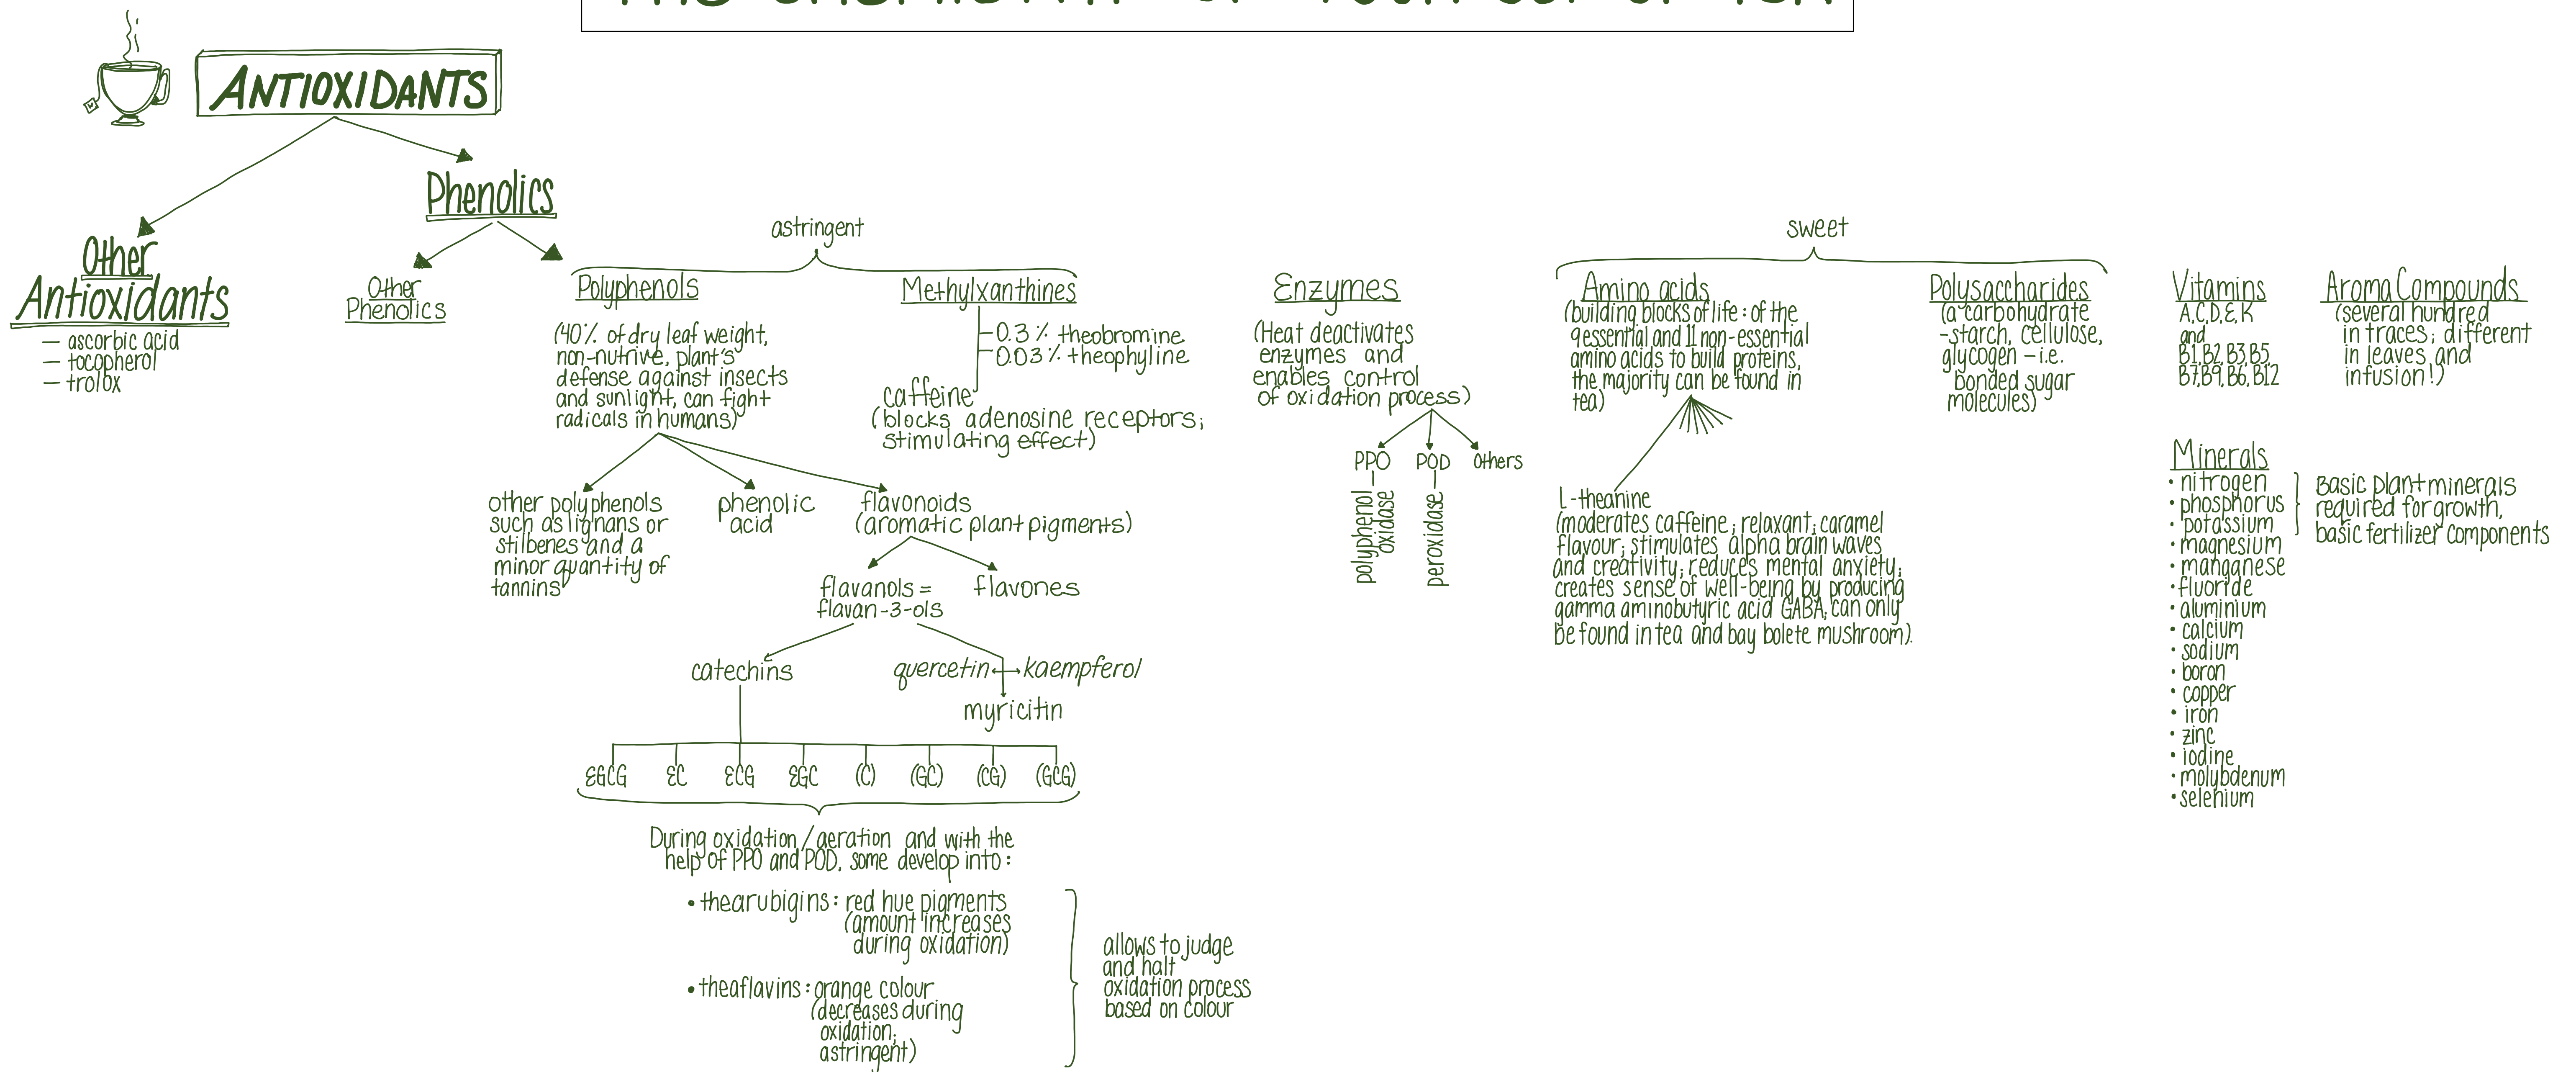 THE CHEMISTRY OF YOUR CUP OF TEA
ANTIOXIDANTS
Phenolics
Other
Antioxidants
— ascorbic acid
— tocopherol
— trolox
Other
Phenolics
astringent
Polyphenols
(40% of dry leaf weight,
non-nutrive, plant's
defense against insects
and sunlight, can fight
radicals in humans)
Methylxanthines
0.3% theobromine
0.03% theophyline
caffeine
(blocks adenosine receptors;
stimulating effect)
other polyphenols
such as lignans or
stilbenes and a
minor quantity of
tannins
phenolic
acid
flavonoids
(aromatic plant pigments)
flavanols =
flavan-3-ols
flavones
catechins
quercetin
kaempferol
myricitin
EGCG EC ECG EGC (C) (GC) (CG) (GCG)
During oxidation / aeration and with the
help of PPO and POD, some develop into:
• thearubigins: red hue pigments
(amount increases
during oxidation)
• theaflavins: orange colour
(decreases during
oxidation;
astringent)
allows to judge
and halt
oxidation process
based on colour
Enzymes
(Heat deactivates
enzymes and
enables control
of oxidation process)
PPO
POD
others
polyphenol
oxidase
peroxidase
sweet
Amino acids
(building blocks of life: of the
9 essential and 11 non-essential
amino acids to build proteins,
the majority can be found in
tea)
L-theanine
(moderates caffeine; relaxant; caramel
flavour; stimulates alpha brain waves
and creativity; reduces mental anxiety;
creates sense of well-being by producing
gamma aminobutyric acid GABA; can only
be found in tea and bay bolete mushroom).
Polysaccharides
(a carbohydrate
-starch, cellulose,
glycogen - i.e.
bonded sugar
molecules)
Vitamins
A, C, D, E, K
and
B1, B2, B3, B5,
B7, B9, B6, B12
Aroma Compounds
(several hundred
in traces; different
in leaves and
infusion!)
Minerals
• nitrogen
• phosphorus
• potassium
• magnesium
• manganese
• fluoride
• aluminium
• calcium
• sodium
• boron
• copper
• iron
• zinc
• iodine
• molybdenum
• selenium
Basic plant minerals
required for growth,
basic fertilizer components